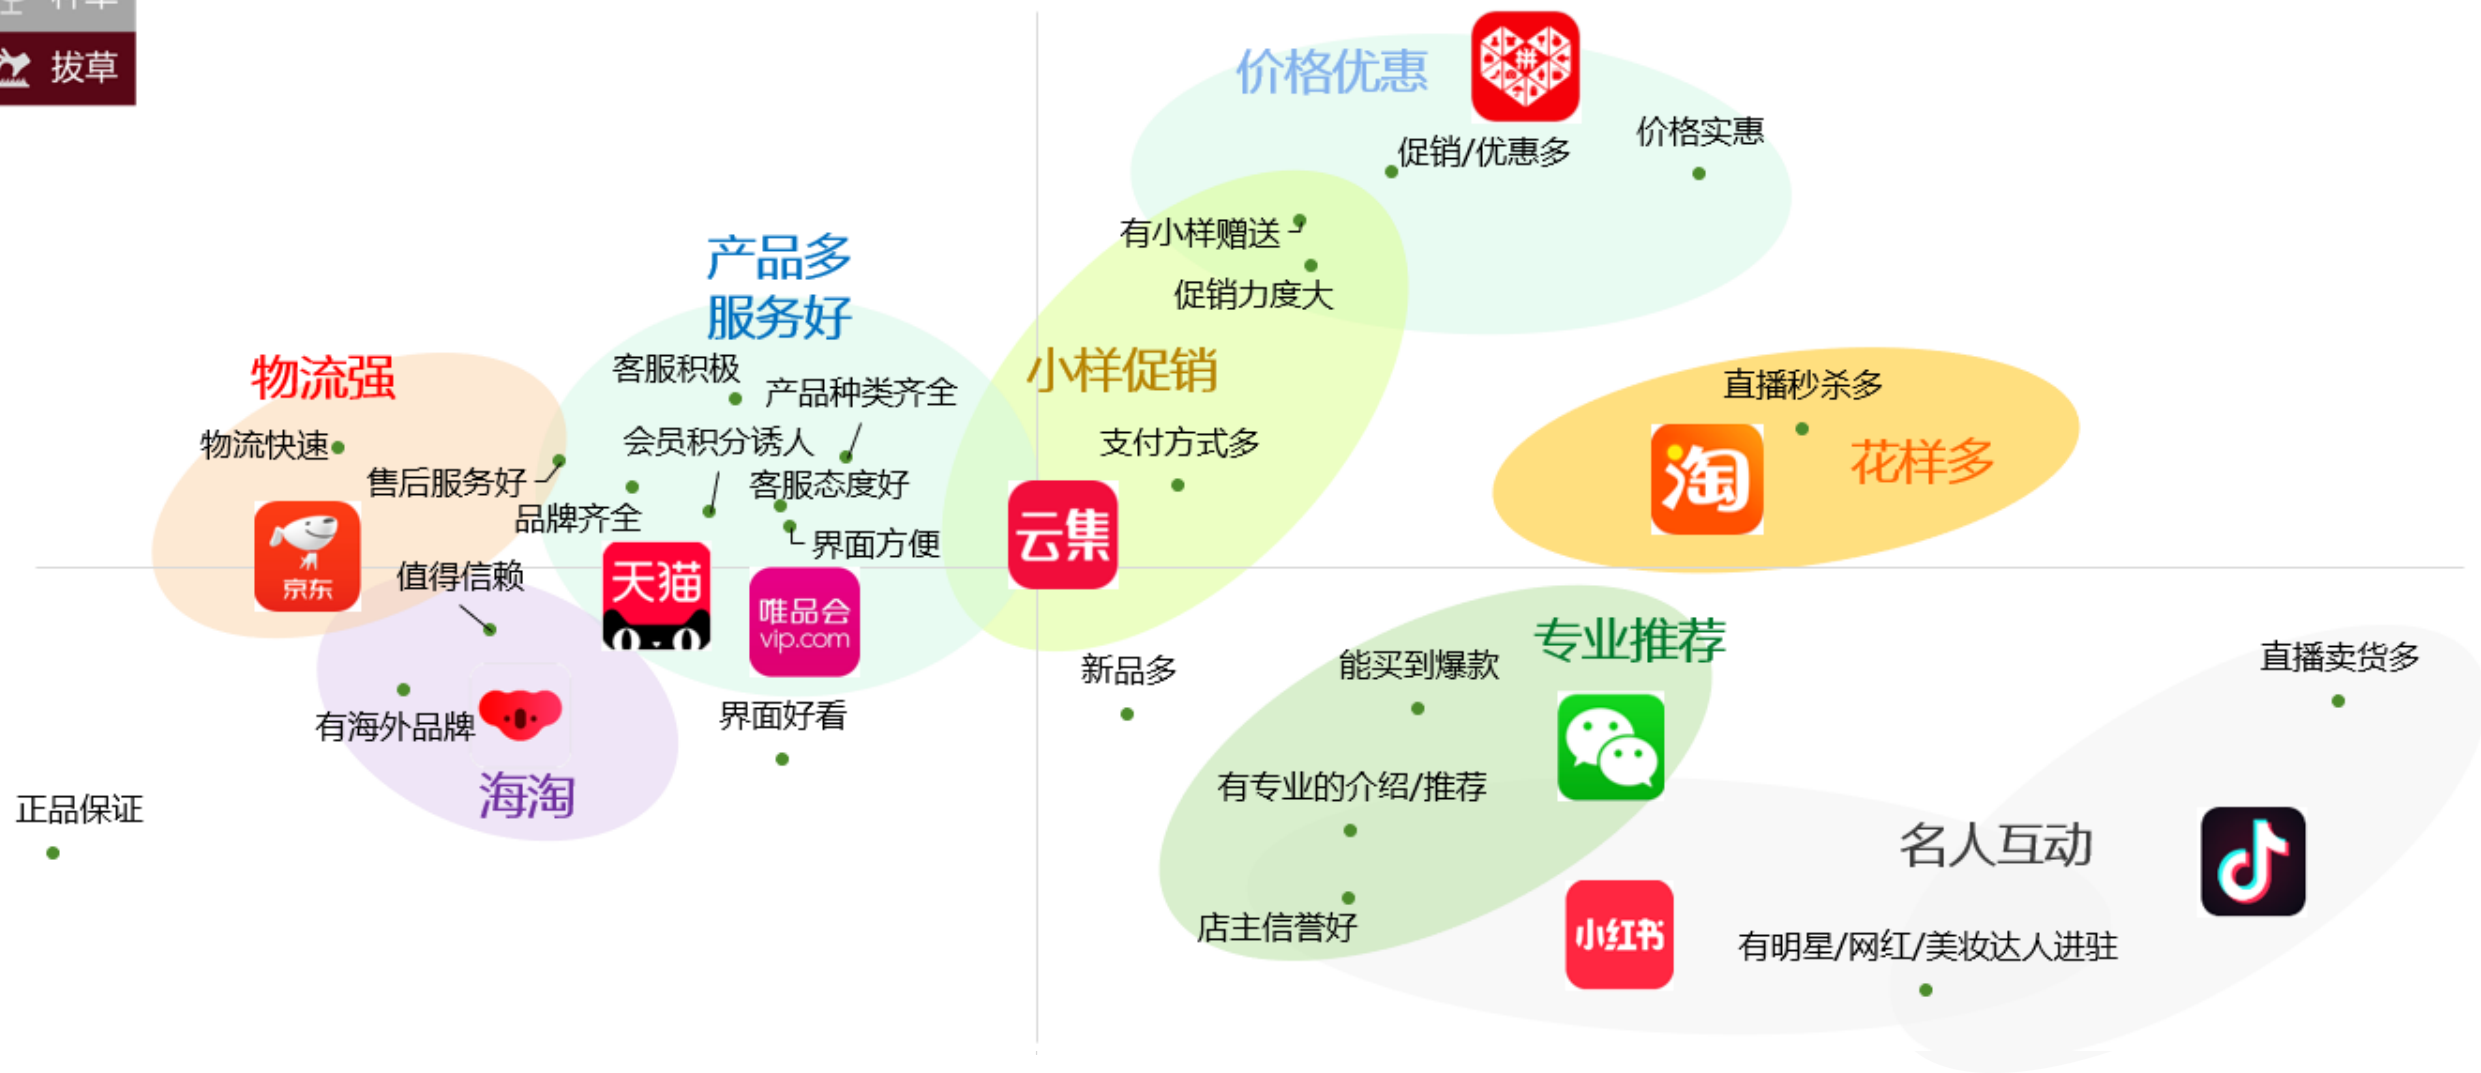 拔草
价格优惠
拼
促销/优惠多
价格实惠
有小样赠送
促销力度大
产品多
服务好
物流强
客服积极
产品种类齐全
小样促销
直播秒杀多
物流快速
会员积分诱人
支付方式多
淘
花样多
售后服务好
客服态度好
品牌齐全
界面方便
云集
京东
值得信赖
天猫
唯品会
vip.com
专业推荐
新品多
能买到爆款
直播卖货多
有海外品牌
界面好看
海淘
有专业的介绍/推荐
正品保证
名人互动
店主信誉好
小红书
有明星/网红/美妆达人进驻